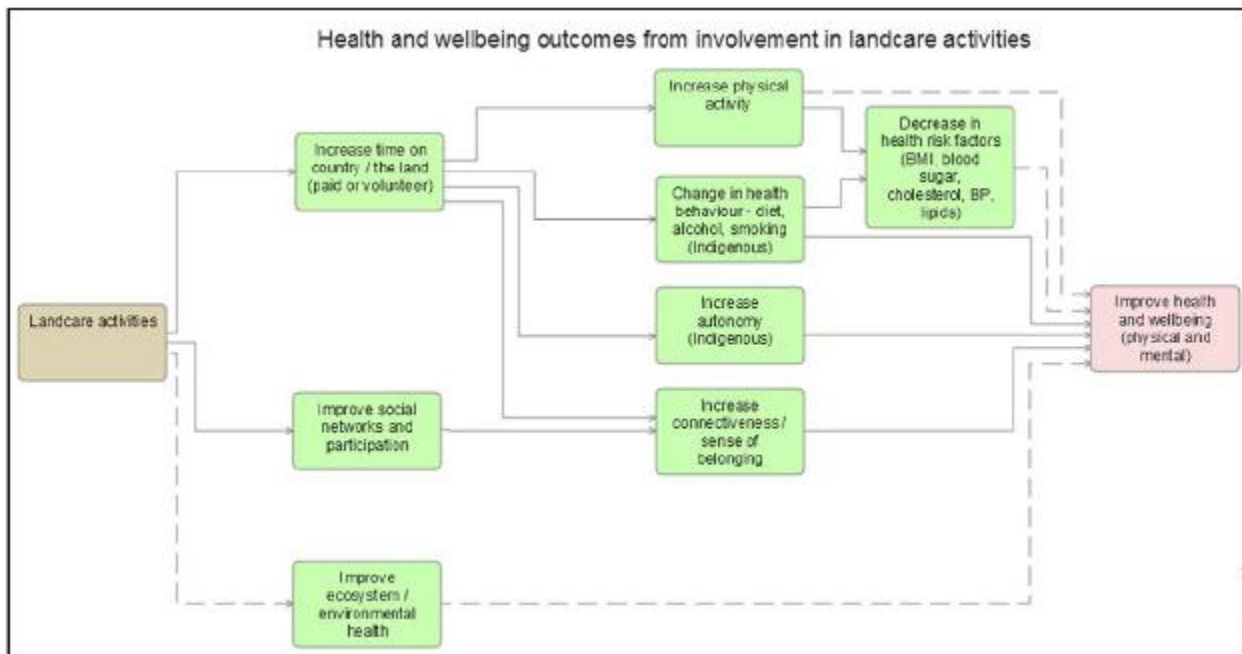 Health and wellbeing outcomes from involvement in landcare activities
Increase physical
activity
Decrease in
health risk factors
(BMI, blood
sugar,
cholesterol, BP,
lipids)
Increase time on
country / the land
(paid or volunteer)
Change in health
behaviour - diet,
alcohol, smoking
(Indigenous)
Landcare activities
Increase
autonomy
(Indigenous)
Improve health
and wellbeing
(physical and
mental)
Improve social
networks and
participation
Increase
connectiveness /
sense of
belonging
Improve
ecosystem /
environmental
health